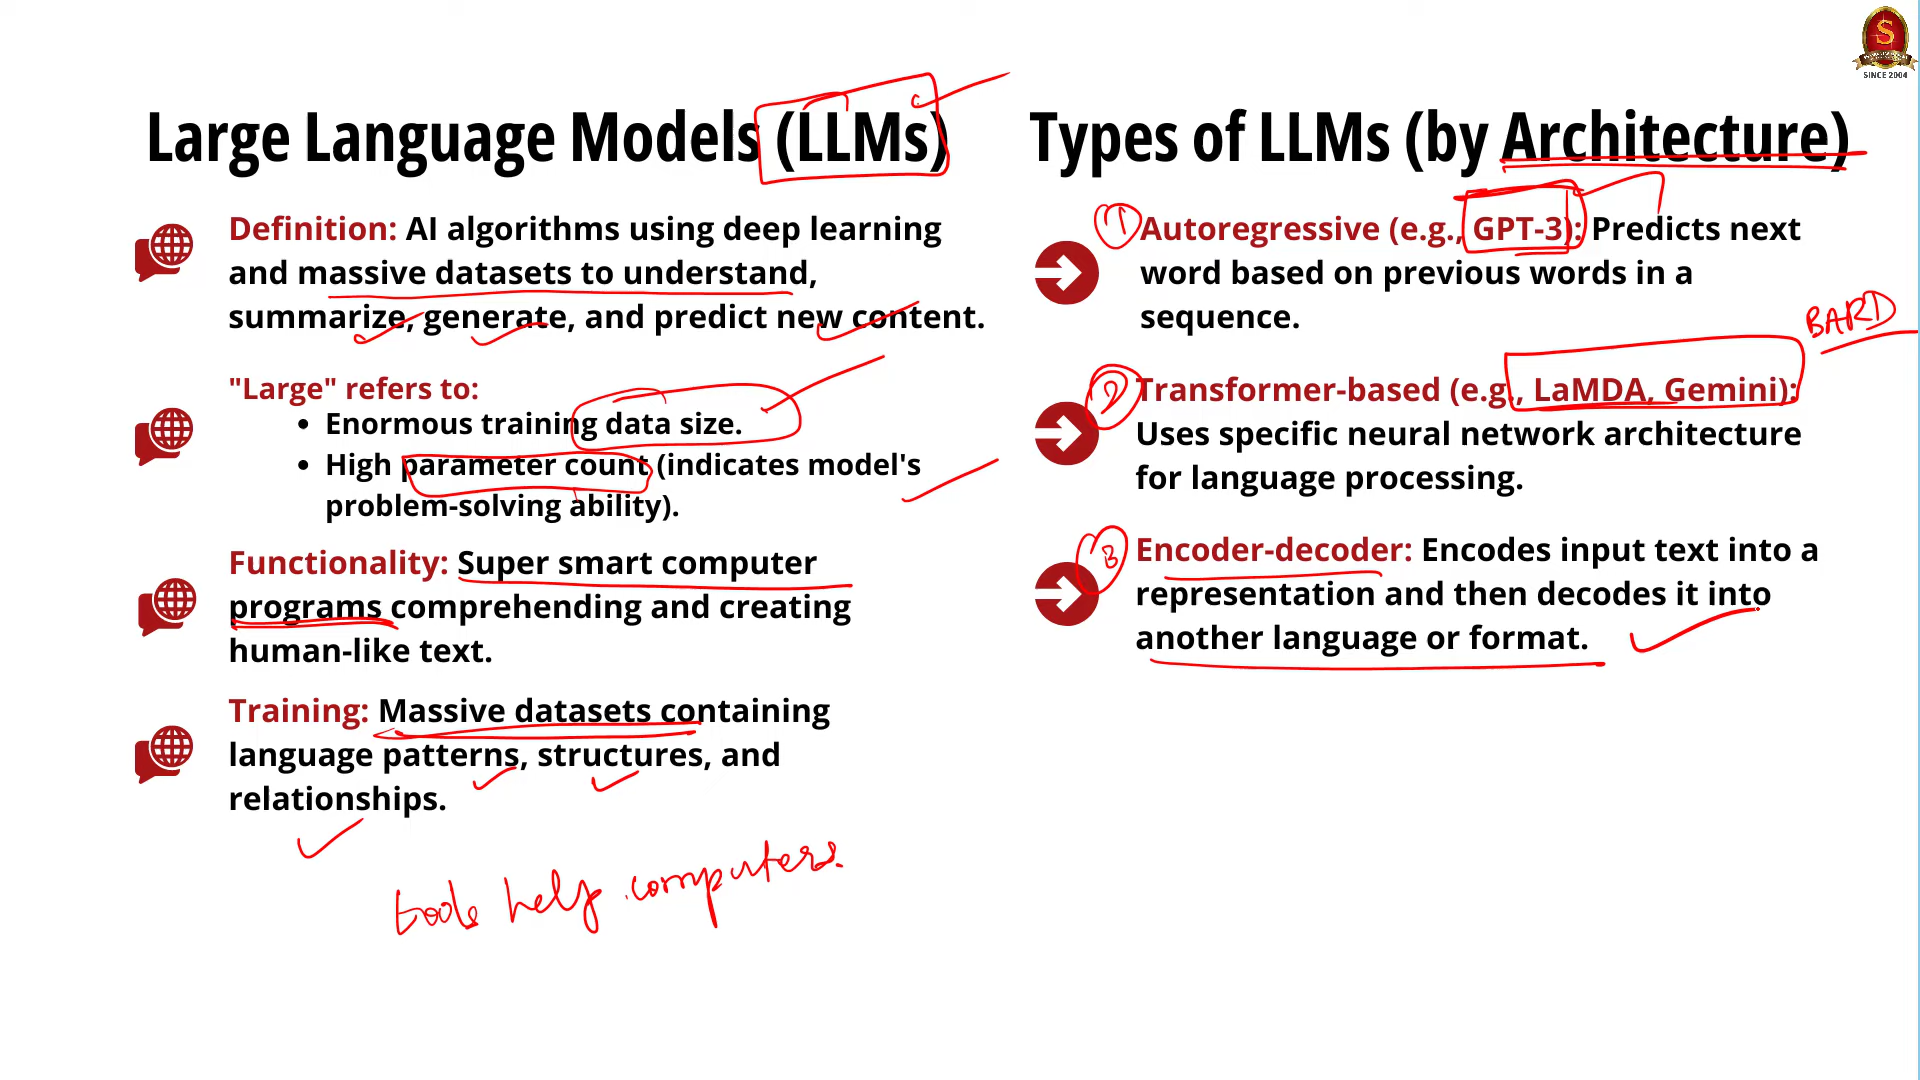 S
SINCE 2004
Large Language Models (LLMs)
Definition: AI algorithms using deep learning
and massive datasets to understand,
summarize, generate, and predict new content.
"Large" refers to:
• Enormous training data size.
• High parameter count (indicates model's
problem-solving ability).
Functionality: Super smart computer
programs comprehending and creating
human-like text.
Training: Massive datasets containing
language patterns, structures, and
relationships.
tools help computers.
Types of LLMs (by Architecture)
1
Autoregressive (e.g., GPT-3): Predicts next
word based on previous words in a
sequence.
BARD
2
Transformer-based (e.g., LaMDA, Gemini):
Uses specific neural network architecture
for language processing.
3
Encoder-decoder: Encodes input text into a
representation and then decodes it into
another language or format.